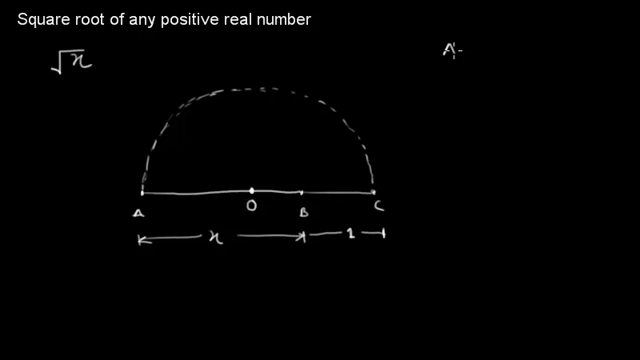 Square root of any positive real number
√x
A
A O B C
x 1